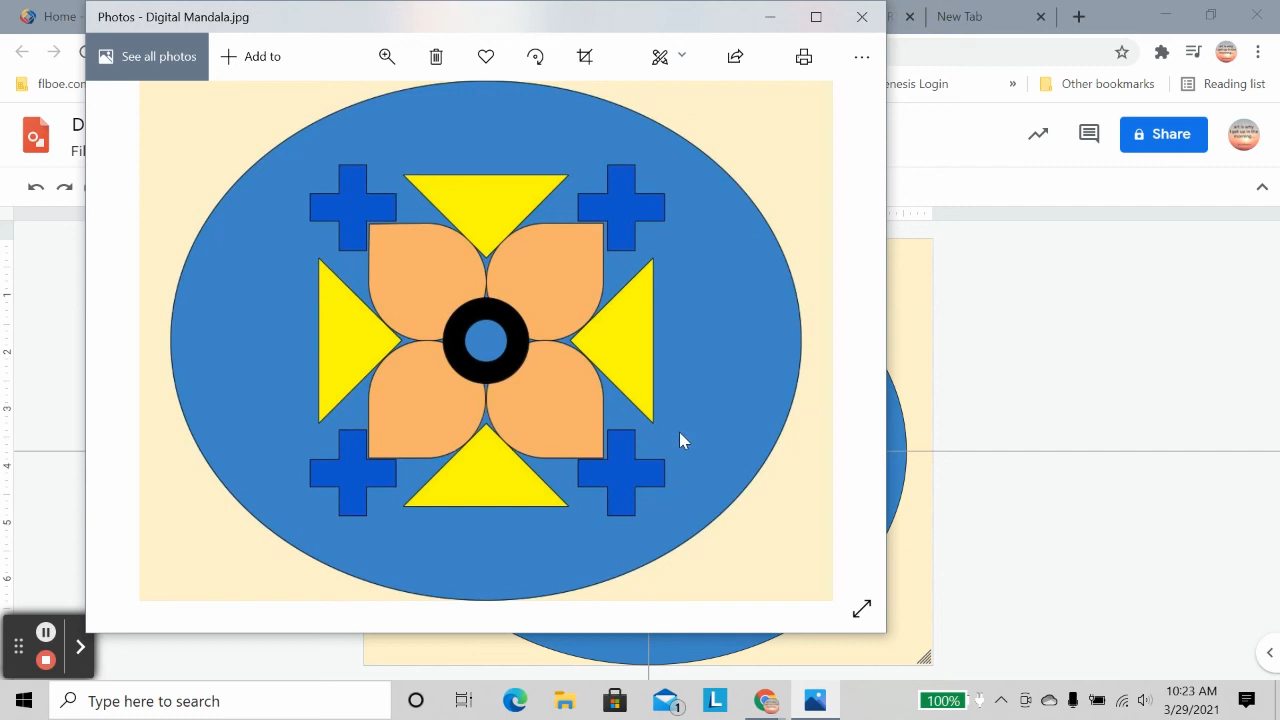 Home -
Photos - Digital Mandala.jpg
New Tab
See all photos
Add to
flboe.com
enesis Login
»
Other bookmarks
Reading list
D
Fil
Share
1
2
3
4
5
6
Type here to search
L
1
100%
10:23 AM
3/29/2021